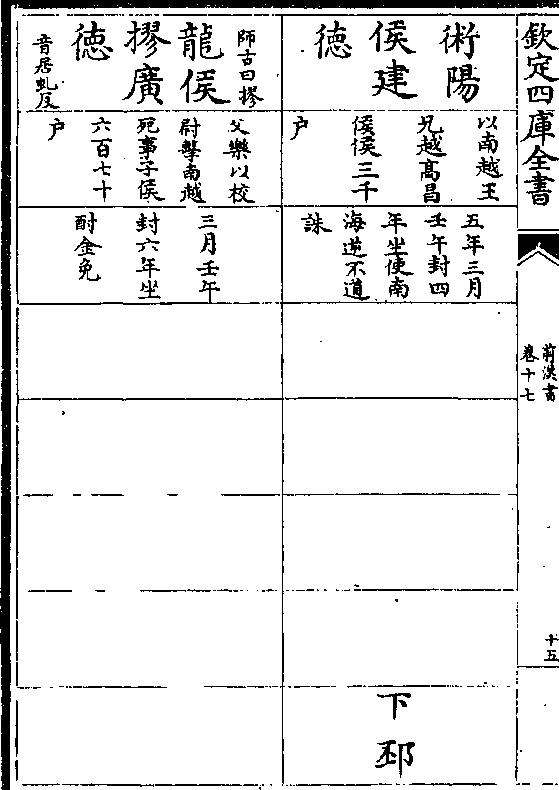 欽定四庫全書
前漢書
卷十七
十五
術陽
侯建
德
以南越王
兄越髙昌
侯侯三千
户
五年三月
壬午封四
年坐使南
海逆不道
誅
下邳
師古曰摎
龍侯
摎廣
德
音居虬反
父樂以校
尉擊南越
死事子侯
六百七十
户
三月壬午
封六年坐
酎金免